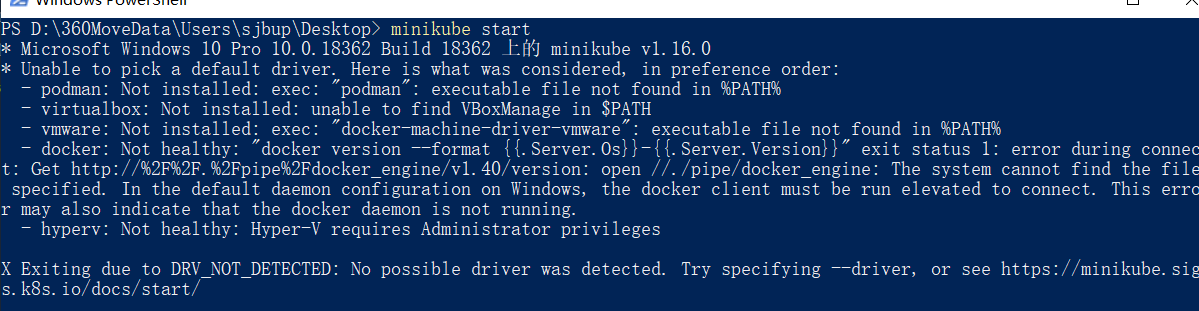 Windows PowerShell
PS D:\360MoveData\Users\sjbup\Desktop> minikube start
* Microsoft Windows 10 Pro 10.0.18362 Build 18362 上的 minikube v1.16.0
* Unable to pick a default driver. Here is what was considered, in preference order:
  - podman: Not installed: exec: "podman": executable file not found in %PATH%
  - virtualbox: Not installed: unable to find VBoxManage in $PATH
  - vmware: Not installed: exec: "docker-machine-driver-vmware": executable file not found in %PATH%
  - docker: Not healthy: "docker version --format {{.Server.Os}}-{{.Server.Version}}" exit status 1: error during connec
t: Get http://%2F%2F.%2Fpipe%2Fdocker_engine/v1.40/version: open //./pipe/docker_engine: The system cannot find the file
 specified. In the default daemon configuration on Windows, the docker client must be run elevated to connect. This erro
r may also indicate that the docker daemon is not running.
  - hyperv: Not healthy: Hyper-V requires Administrator privileges
X Exiting due to DRV_NOT_DETECTED: No possible driver was detected. Try specifying --driver, or see https://minikube.sig
s.k8s.io/docs/start/